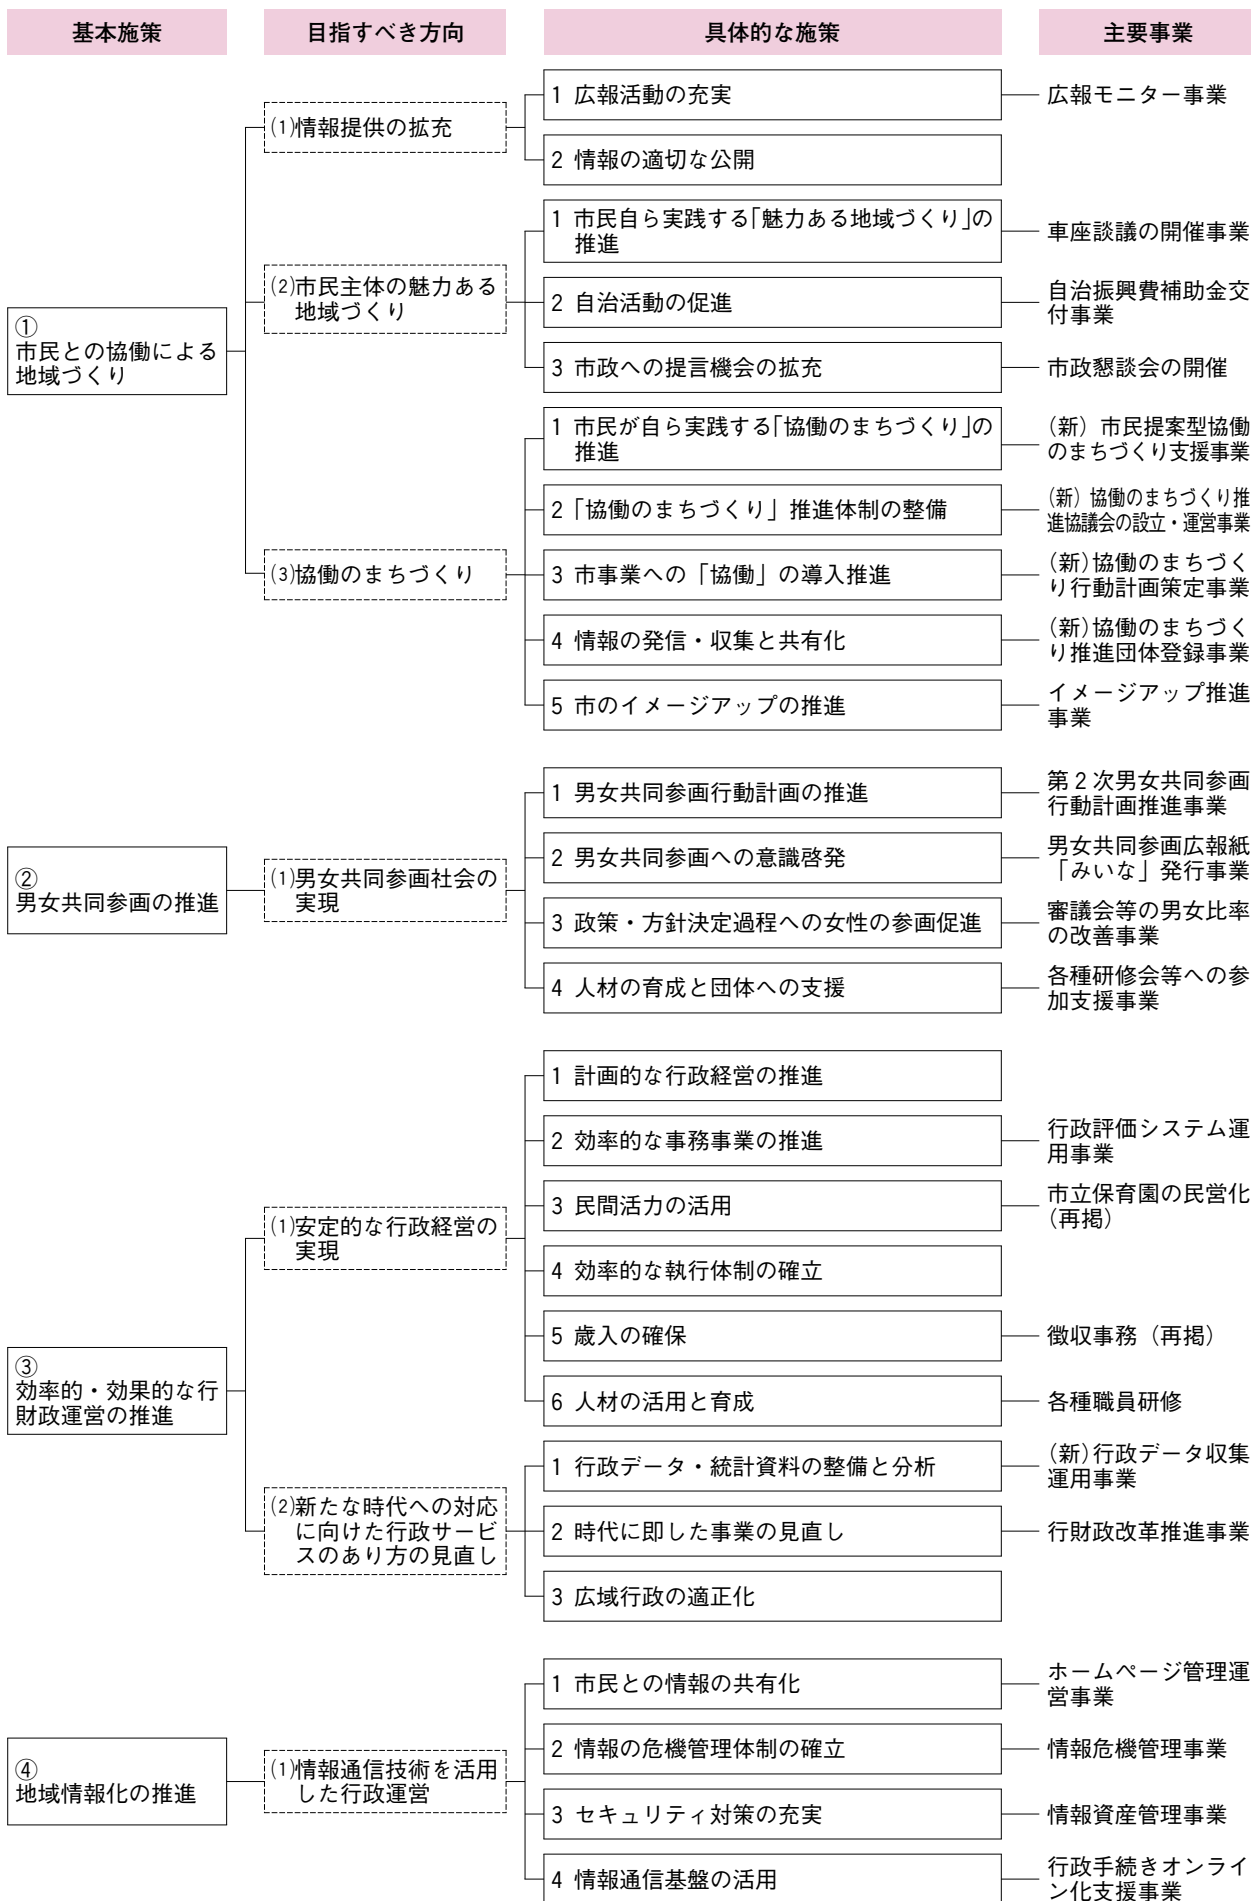 基本施策
目指すべき方向
具体的な施策
主要事業
①
市民との協働による
地域づくり
(1)情報提供の拡充
1 広報活動の充実
広報モニター事業
2 情報の適切な公開
(2)市民主体の魅力ある
地域づくり
1 市民自ら実践する「魅力ある地域づくり」の
推進
車座談議の開催事業
2 自治活動の促進
自治振興費補助金交
付事業
3 市政への提言機会の拡充
市政懇談会の開催
(3)協働のまちづくり
1 市民が自ら実践する「協働のまちづくり」の
推進
(新) 市民提案型協働
のまちづくり支援事業
2「協働のまちづくり」推進体制の整備
(新) 協働のまちづくり推
進協議会の設立・運営事業
3 市事業への「協働」の導入推進
(新)協働のまちづく
り行動計画策定事業
4 情報の発信・収集と共有化
(新)協働のまちづく
り推進団体登録事業
5 市のイメージアップの推進
イメージアップ推進
事業
②
男女共同参画の推進
(1)男女共同参画社会の
実現
1 男女共同参画行動計画の推進
第2次男女共同参画
行動計画推進事業
2 男女共同参画への意識啓発
男女共同参画広報紙
「みいな」発行事業
3 政策・方針決定過程への女性の参画促進
審議会等の男女比率
の改善事業
4 人材の育成と団体への支援
各種研修会等への参
加支援事業
③
効率的・効果的な行
財政運営の推進
(1)安定的な行政経営の
実現
1 計画的な行政経営の推進
2 効率的な事務事業の推進
行政評価システム運
用事業
3 民間活力の活用
市立保育園の民営化
(再掲)
4 効率的な執行体制の確立
5 歳入の確保
徴収事務(再掲)
6 人材の活用と育成
各種職員研修
(2)新たな時代への対応
に向けた行政サービ
スのあり方の見直し
1 行政データ・統計資料の整備と分析
(新)行政データ収集
運用事業
2 時代に即した事業の見直し
行財政改革推進事業
3 広域行政の適正化
④
地域情報化の推進
(1)情報通信技術を活用
した行政運営
1 市民との情報の共有化
ホームページ管理運
営事業
2 情報の危機管理体制の確立
情報危機管理事業
3 セキュリティ対策の充実
情報資産管理事業
4 情報通信基盤の活用
行政手続きオンライ
ン化支援事業